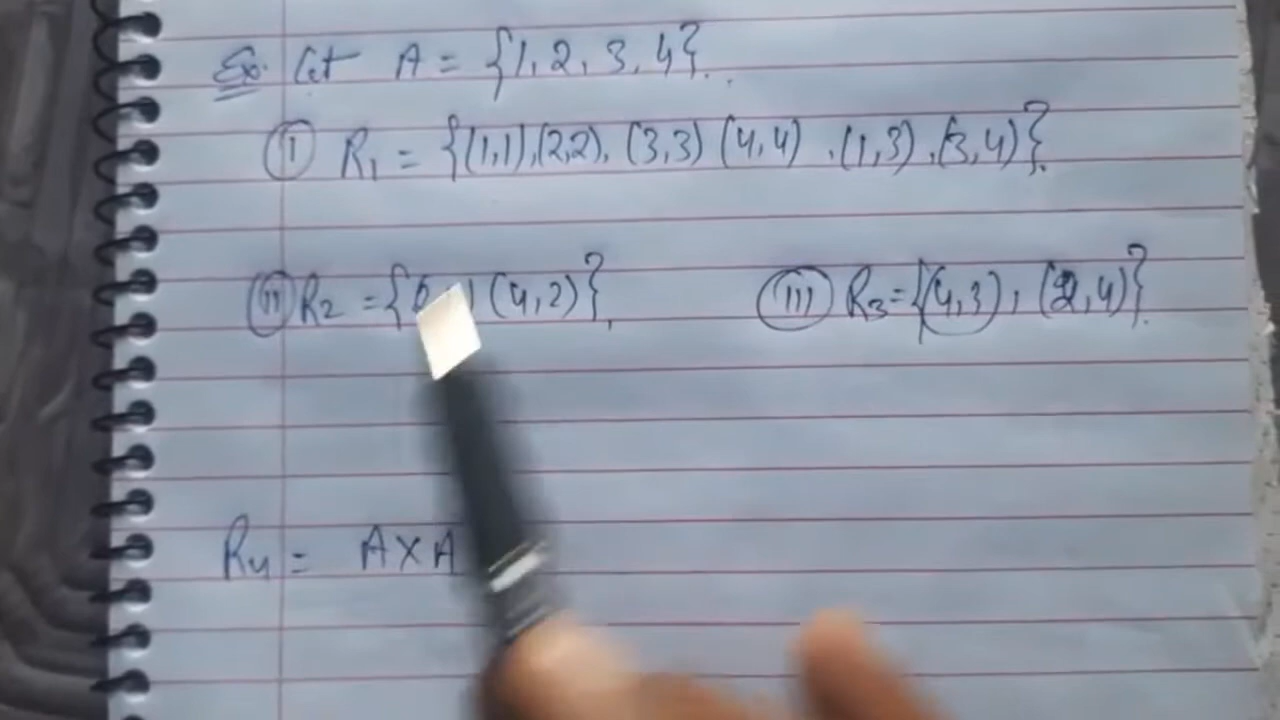 Ex. Let A = {1, 2, 3, 4}.
(I) R₁ = {(1,1),(2,2), (3,3) (4,4) ,(1,3) ,(3,4)}.
(II) R₂ = { (4,2)}, (III) R₃ = {(4,3), (2,4)}.
R₄ = A×A